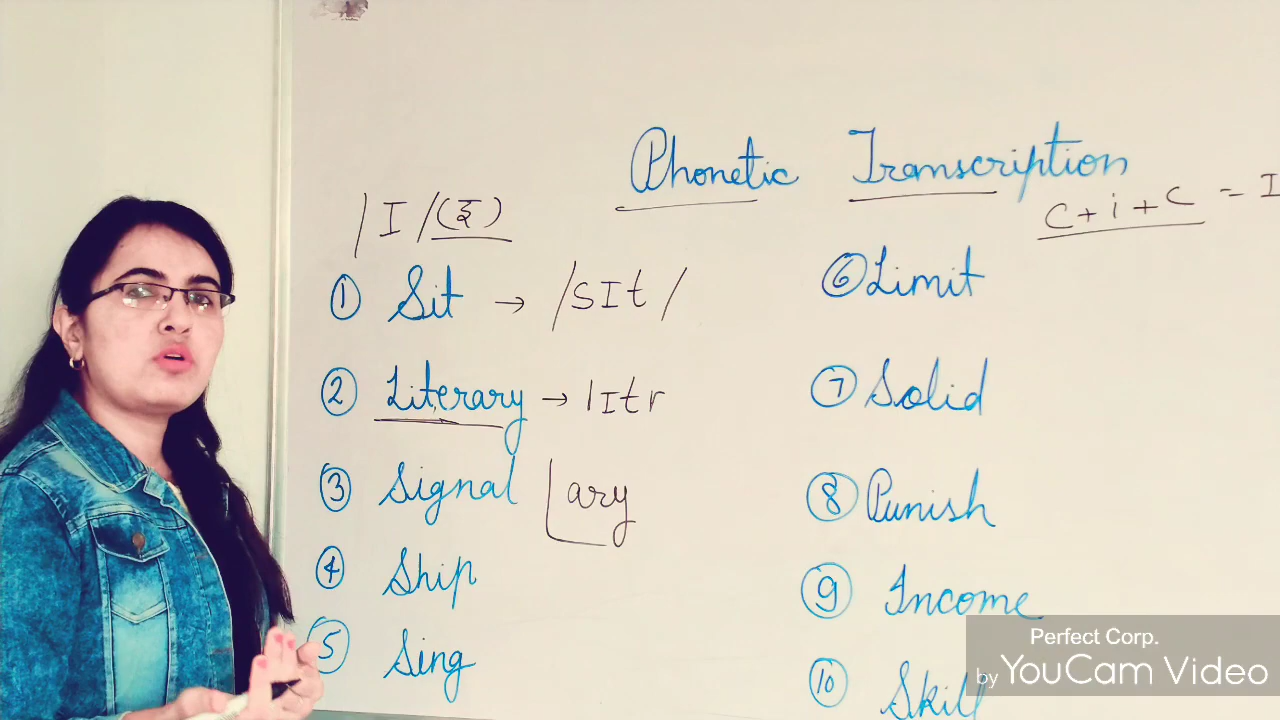 Phonetic Transcription
/ I / (इ)
C + i + C = I
① Sit → / sIt /
② Literary → lItr
③ Signal ary
④ Ship
⑤ Sing
⑥ Limit
⑦ Solid
⑧ Punish
⑨ Income
⑩ Skill
Perfect Corp.
by YouCam Video